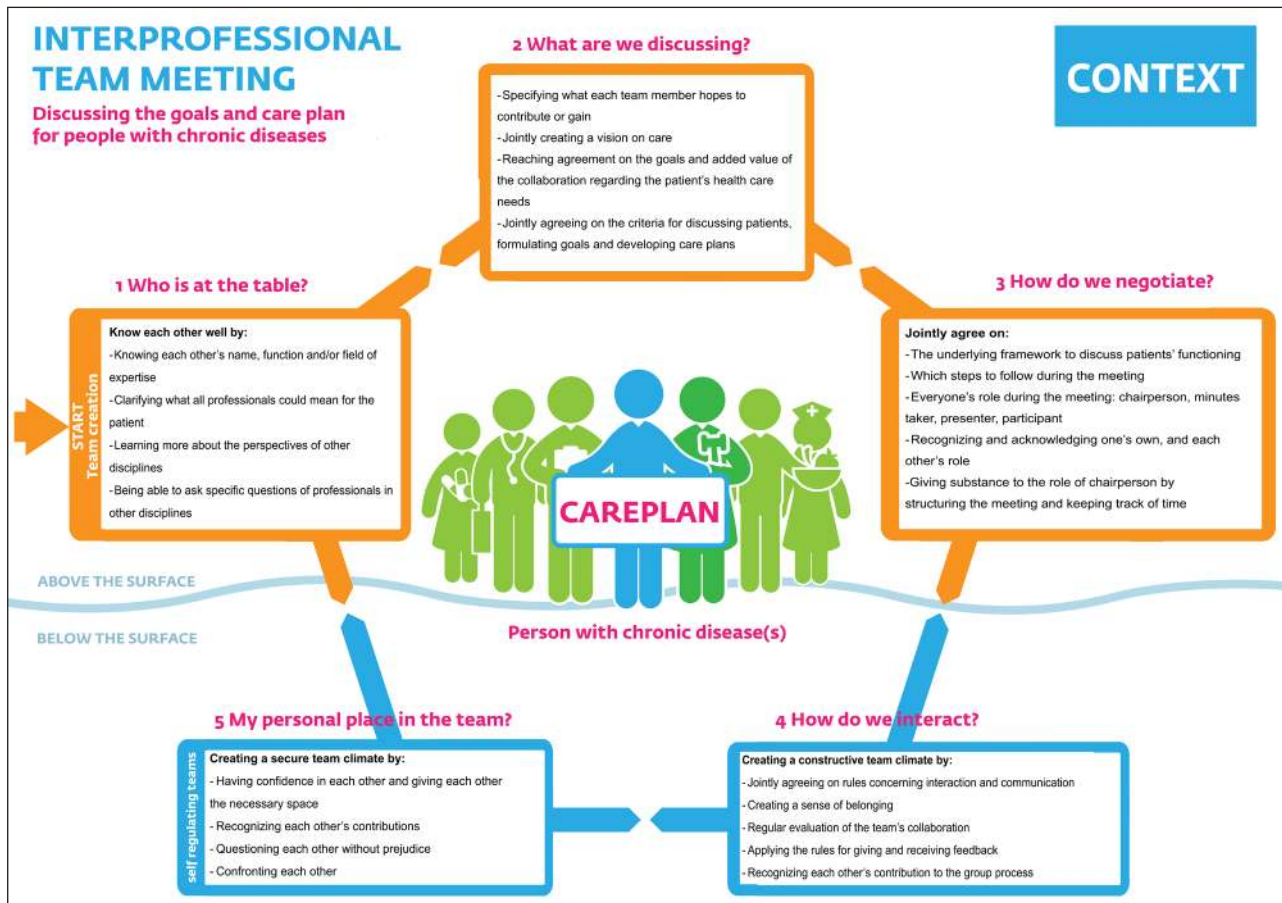 INTERPROFESSIONAL
TEAM MEETING
Discussing the goals and care plan
for people with chronic diseases
CONTEXT
1 Who is at the table?
START
Team creation
Know each other well by:
-Knowing each other's name, function and/or field of
expertise
-Clarifying what all professionals could mean for the
patient
-Learning more about the perspectives of other
disciplines
-Being able to ask specific questions of professionals in
other disciplines
2 What are we discussing?
-Specifying what each team member hopes to
contribute or gain
-Jointly creating a vision on care
-Reaching agreement on the goals and added value of
the collaboration regarding the patient's health care
needs
-Jointly agreeing on the criteria for discussing patients,
formulating goals and developing care plans
3 How do we negotiate?
Jointly agree on:
-The underlying framework to discuss patients' functioning
-Which steps to follow during the meeting
-Everyone's role during the meeting: chairperson, minutes
taker, presenter, participant
-Recognizing and acknowledging one's own, and each
other's role
-Giving substance to the role of chairperson by
structuring the meeting and keeping track of time
CAREPLAN
ABOVE THE SURFACE
BELOW THE SURFACE
Person with chronic disease(s)
4 How do we interact?
Creating a constructive team climate by:
- Jointly agreeing on rules concerning interaction and communication
- Creating a sense of belonging
- Regular evaluation of the team's collaboration
- Applying the rules for giving and receiving feedback
- Recognizing each other's contribution to the group process
5 My personal place in the team?
self regulating teams
Creating a secure team climate by:
- Having confidence in each other and giving each other
the necessary space
- Recognizing each other's contributions
- Questioning each other without prejudice
- Confronting each other